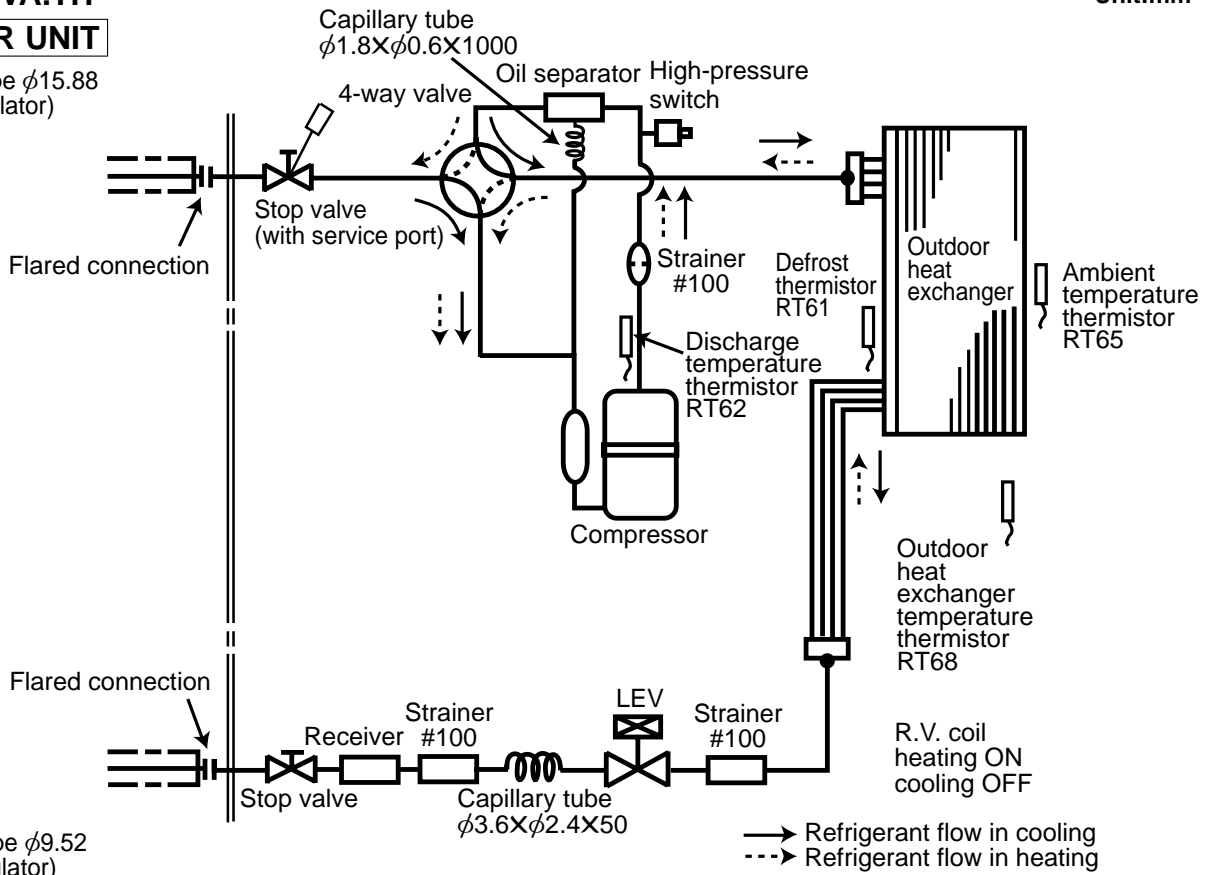 R UNIT
Capillary tube
ϕ1.8×ϕ0.6×1000
ϕ15.88
4-way valve
Oil separator
High-pressure
switch
Stop valve
(with service port)
Flared connection
Strainer
#100
Defrost
thermistor
RT61
Outdoor
heat
exchanger
Ambient
temperature
thermistor
RT65
Discharge
temperature
thermistor
RT62
Compressor
Outdoor
heat
exchanger
temperature
thermistor
RT68
Flared connection
Stop valve
Receiver
Strainer
#100
Capillary tube
ϕ3.6×ϕ2.4×50
LEV
Strainer
#100
R.V. coil
heating ON
cooling OFF
ϕ9.52
Refrigerant flow in cooling
Refrigerant flow in heating